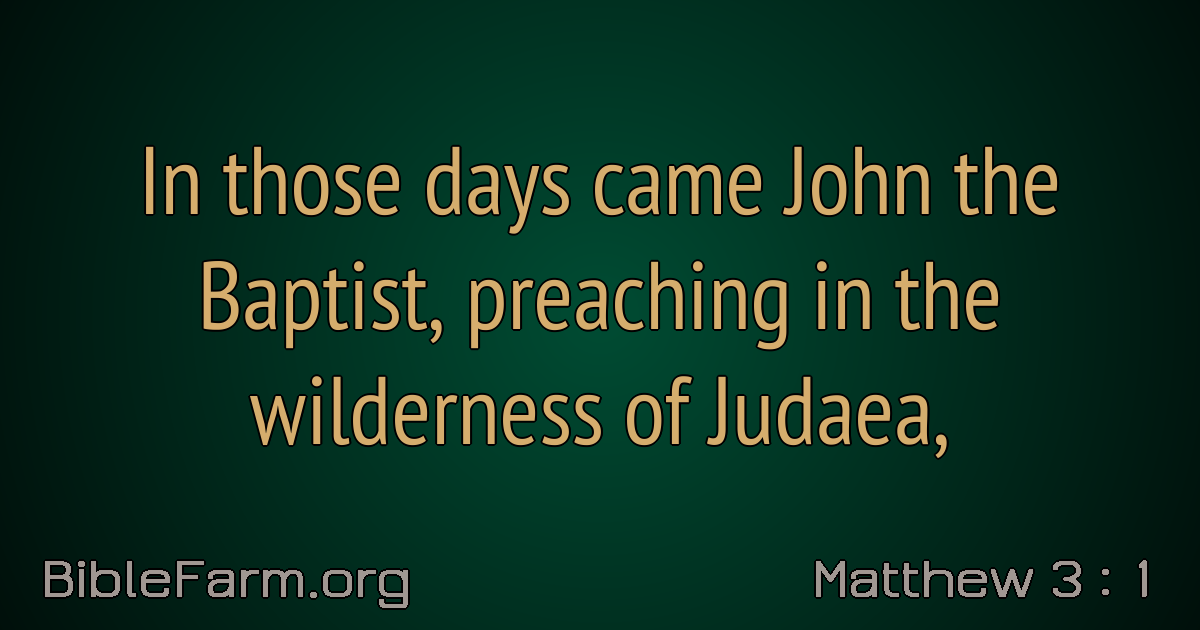 In those days came John the
Baptist, preaching in the
wilderness of Judaea,
BibleFarm.org
Matthew 3 : 1